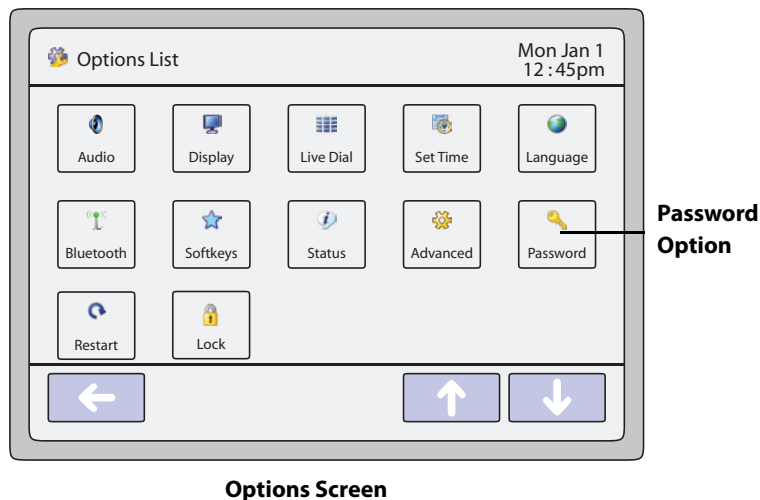 Options List
Mon Jan 1
12 : 45pm
Audio
Display
Live Dial
Set Time
Language
Bluetooth
Softkeys
Status
Advanced
Password
Restart
Lock
Password
Option
Options Screen